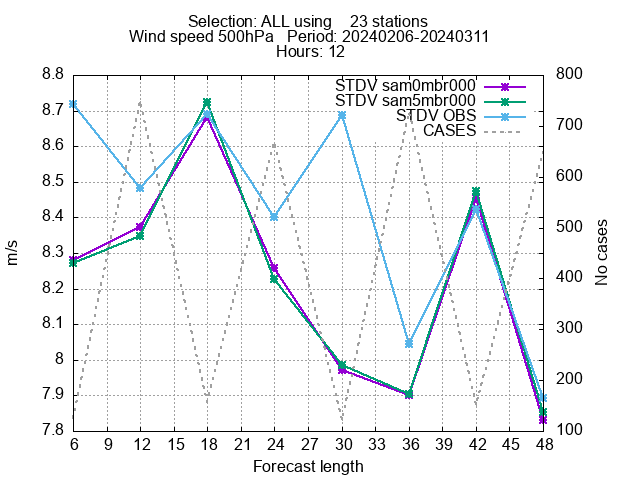 Selection: ALL using 23 stations
Wind speed 500hPa Period: 20240206-20240311
Hours: 12
STDV sam0mbr000
STDV sam5mbr000
STDV OBS
CASES
8.8
8.7
8.6
8.5
8.4
8.3
8.2
8.1
8
7.9
7.8
m/s
800
700
600
500
400
300
200
100
No cases
6 9 12 15 18 21 24 27 30 33 36 39 42 45 48
Forecast length